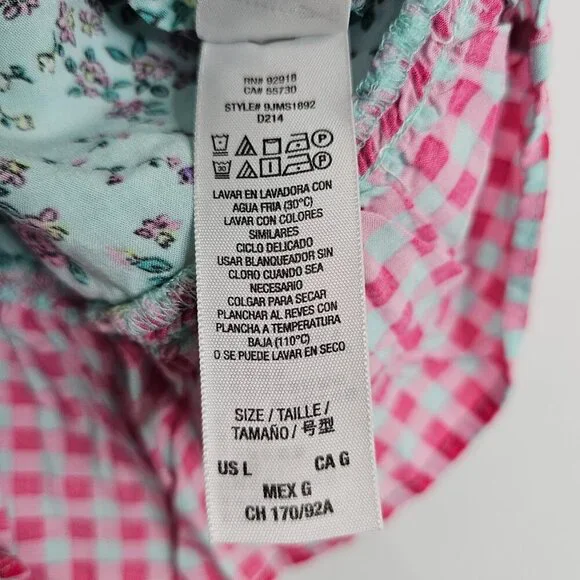 RN# 92918
CA# 55730
STYLE# 9JMS1892
D214
LAVAR EN LAVADORA CON
AGUA FRIA (30°C)
LAVAR CON COLORES
SIMILARES
CICLO DELICADO
USAR BLANQUEADOR SIN
CLORO CUANDO SEA
NECESARIO
COLGAR PARA SECAR
PLANCHAR AL REVES CON
PLANCHA A TEMPERATURA
BAJA (110°C)
O SE PUEDE LAVAR EN SECO
SIZE / TAILLE /
TAMAÑO / 号型
US L CA G
MEX G
CH 170/92A